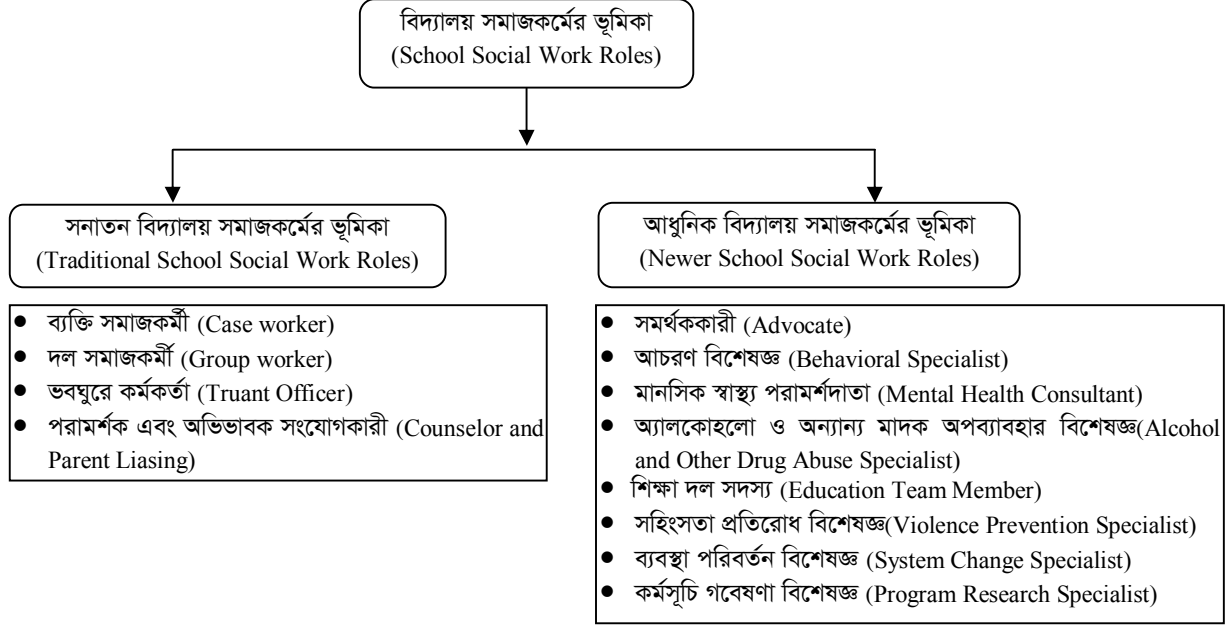 বিদ্যালয় সমাজকর্মের ভূমিকা
(School Social Work Roles)
সনাতন বিদ্যালয় সমাজকর্মের ভূমিকা
(Traditional School Social Work Roles)
● ব্যক্তি সমাজকর্মী (Case worker)
● দল সমাজকর্মী (Group worker)
● ভবঘুরে কর্মকর্তা (Truant Officer)
● পরামর্শক এবং অভিভাবক সংযোগকারী (Counselor and
Parent Liasing)
আধুনিক বিদ্যালয় সমাজকর্মের ভূমিকা
(Newer School Social Work Roles)
● সমর্থককারী (Advocate)
● আচরণ বিশেষজ্ঞ (Behavioral Specialist)
● মানসিক স্বাস্থ্য পরামর্শদাতা (Mental Health Consultant)
● অ্যালকোহলো ও অন্যান্য মাদক অপব্যাবহার বিশেষজ্ঞ(Alcohol
and Other Drug Abuse Specialist)
● শিক্ষা দল সদস্য (Education Team Member)
● সহিংসতা প্রতিরোধ বিশেষজ্ঞ(Violence Prevention Specialist)
● ব্যবস্থা পরিবর্তন বিশেষজ্ঞ (System Change Specialist)
● কর্মসূচি গবেষণা বিশেষজ্ঞ (Program Research Specialist)